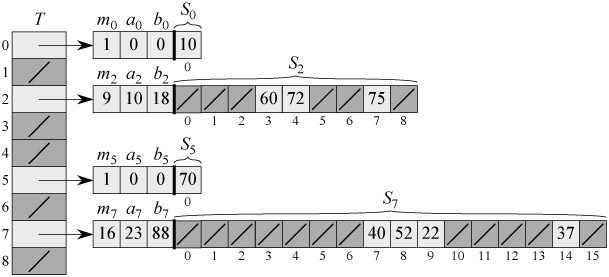 T
m0 a0 b0 S0
0 1 0 0 10
0
1
m2 a2 b2 S2
2 9 10 18 60 72 75
0 1 2 3 4 5 6 7 8
3
4
m5 a5 b5 S5
5 1 0 0 70
0
6
m7 a7 b7 S7
7 16 23 88 40 52 22 37
0 1 2 3 4 5 6 7 8 9 10 11 12 13 14 15
8